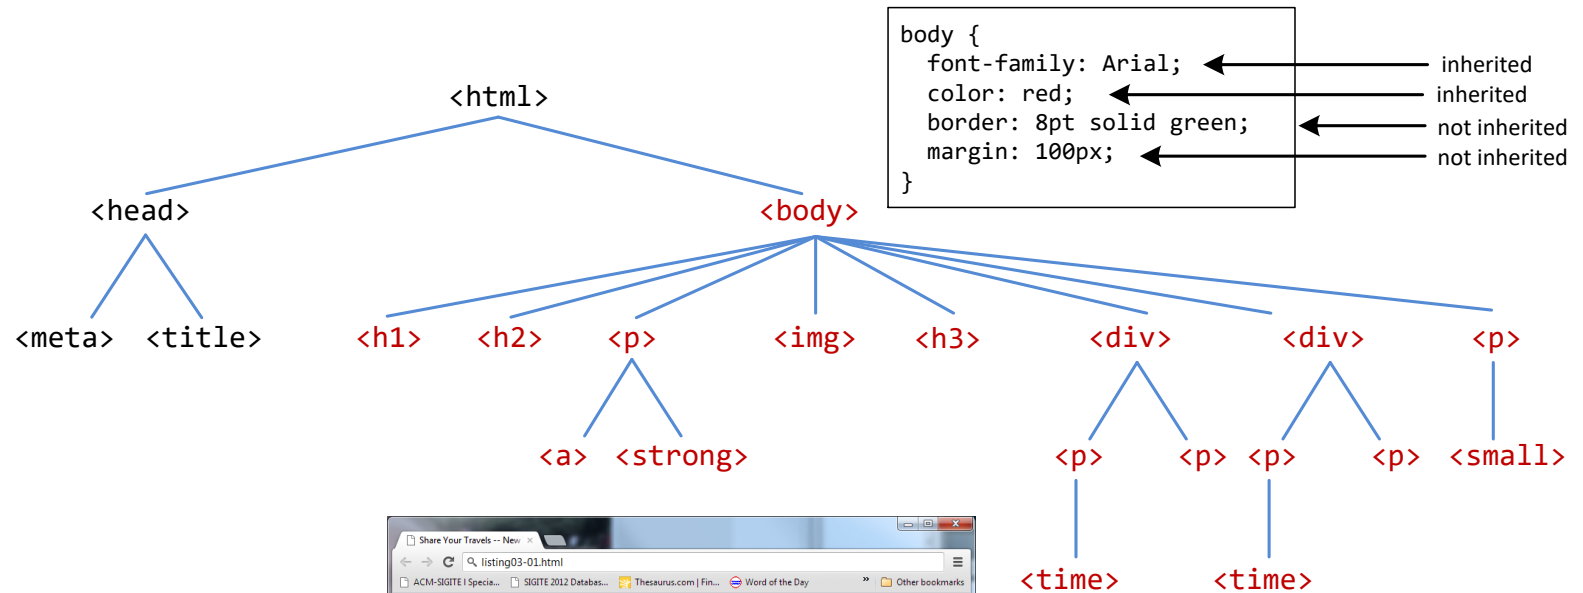 body {
font-family: Arial; inherited
color: red; inherited
border: 8pt solid green; not inherited
margin: 100px; not inherited
}
<html>
<head> <body>
<meta> <title> <h1> <h2> <p> <img> <h3> <div> <div> <p>
<a> <strong> <p> <p> <p> <p> <small>
Share Your Travels -- New
listing03-01.html
ACM-SIGITE I Specia... SIGITE 2012 Databas... Thesaurus.com | Fin... Word of the Day » Other bookmarks
<time> <time>